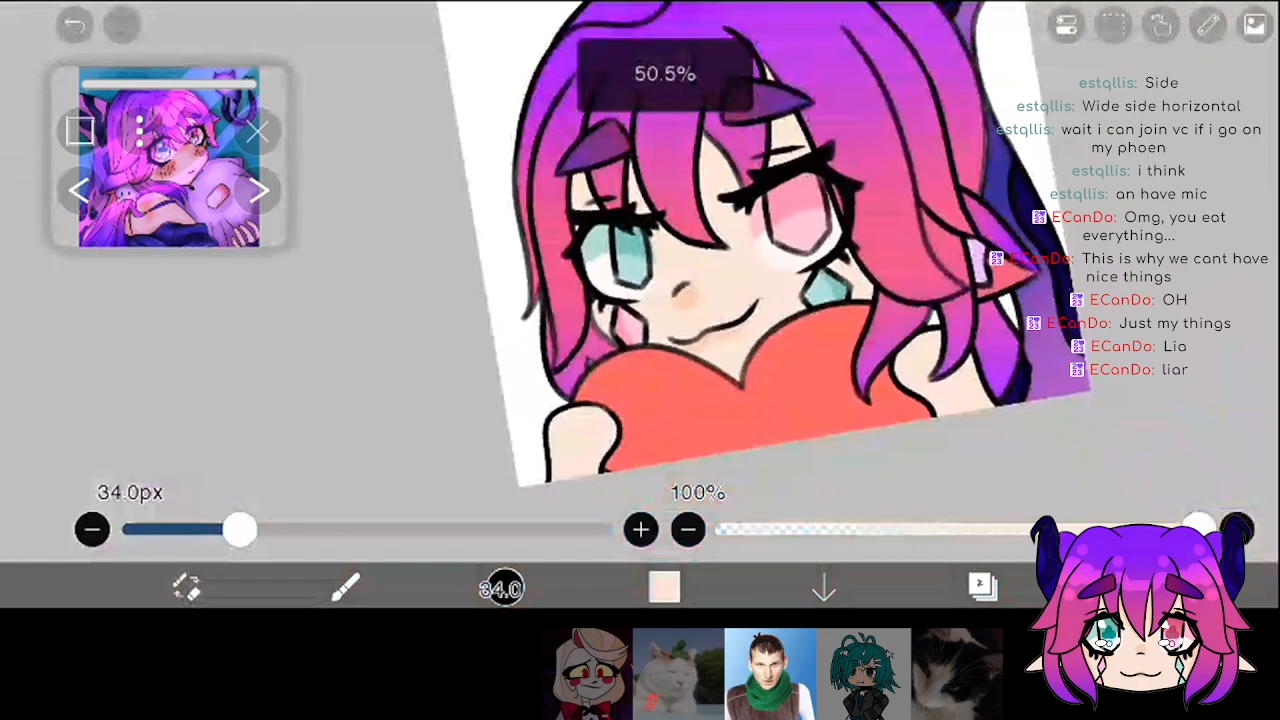 50.5%
estqllis: Side
estqllis: Wide side horizontal
estqllis: wait i can join vc if i go on
my phoen
estqllis: i think
estqllis: an have mic
ECanDo: Omg, you eat
everything...
ECanDo: This is why we cant have
nice things
ECanDo: OH
ECanDo: Just my things
ECanDo: Lia
ECanDo: liar
34.0px
100%
34.0